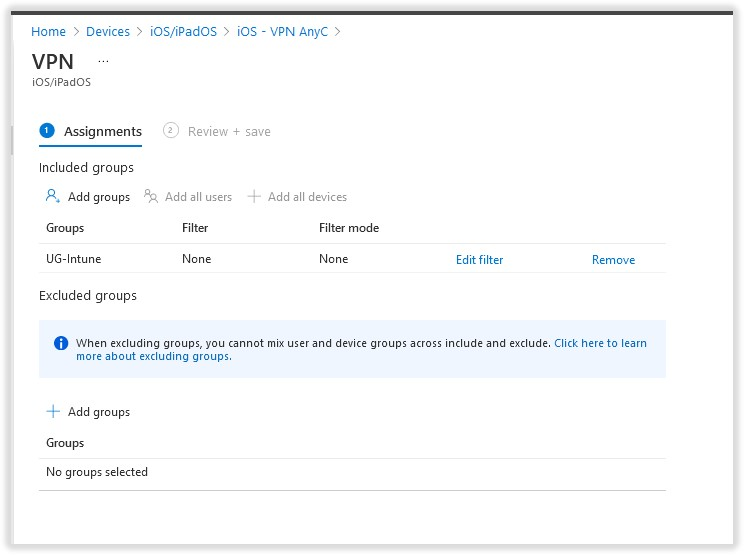 Home > Devices > iOS/iPadOS > iOS - VPN AnyC >
VPN ...
iOS/iPadOS
1 Assignments 2 Review + save
Included groups
Add groups Add all users Add all devices
Groups Filter Filter mode
UG-Intune None None Edit filter Remove
Excluded groups
When excluding groups, you cannot mix user and device groups across include and exclude. Click here to learn
more about excluding groups.
Add groups
Groups
No groups selected